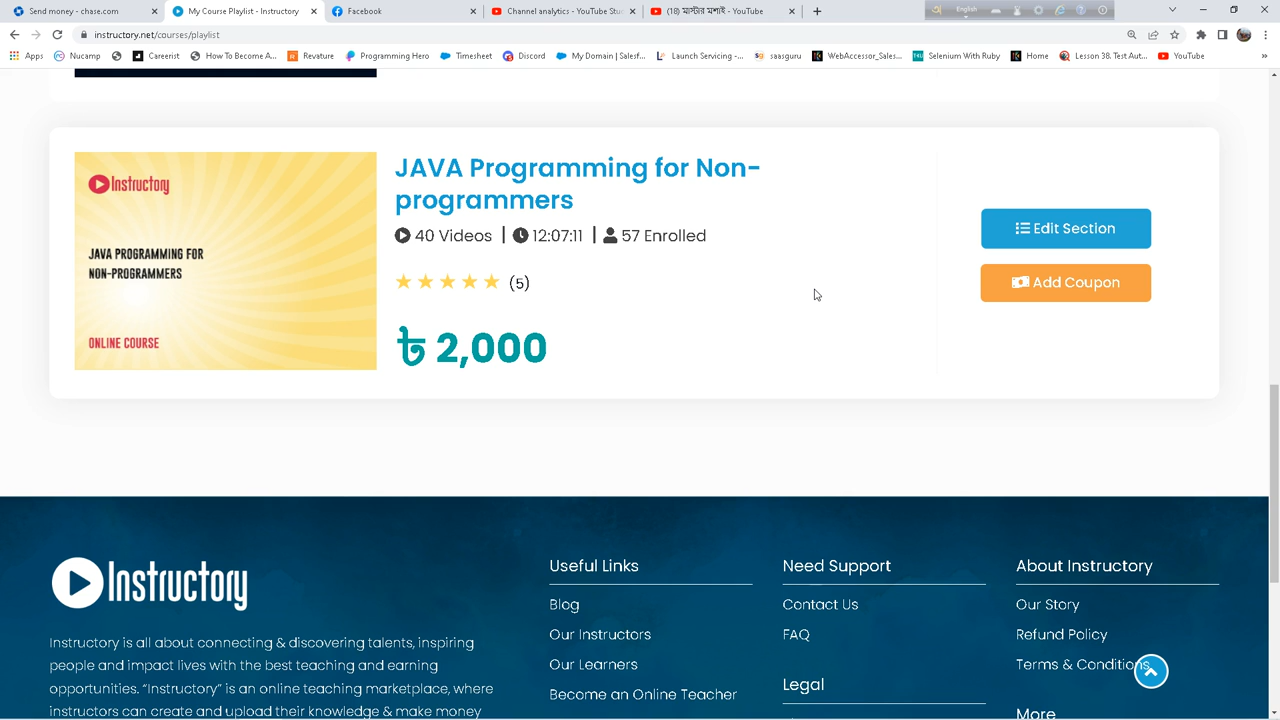 Send money - chase.com
My Course Playlist - Instructory
Facebook
Channel analytics - YouTube Stu
(18) মাস্টার মশাই - YouTube
English
instructory.net/courses/playlist
Apps
Nucamp
Careerist
How To Become A...
Revature
Programming Hero
Timesheet
Discord
My Domain | Salesf...
Launch Servicing -...
saasguru
WebAccessor_Sales...
Selenium With Ruby
Home
Lesson 38. Test Aut...
YouTube
Instructory
JAVA PROGRAMMING FOR
NON-PROGRAMMERS
ONLINE COURSE
JAVA Programming for Non-
programmers
40 Videos | 12:07:11 | 57 Enrolled
(5)
৳ 2,000
Edit Section
Add Coupon
Instructory
Instructory is all about connecting & discovering talents, inspiring
people and impact lives with the best teaching and earning
opportunities. “Instructory” is an online teaching marketplace, where
instructors can create and upload their knowledge & make money
Useful Links
Blog
Our Instructors
Our Learners
Become an Online Teacher
Need Support
Contact Us
FAQ
Legal
About Instructory
Our Story
Refund Policy
Terms & Conditions
More